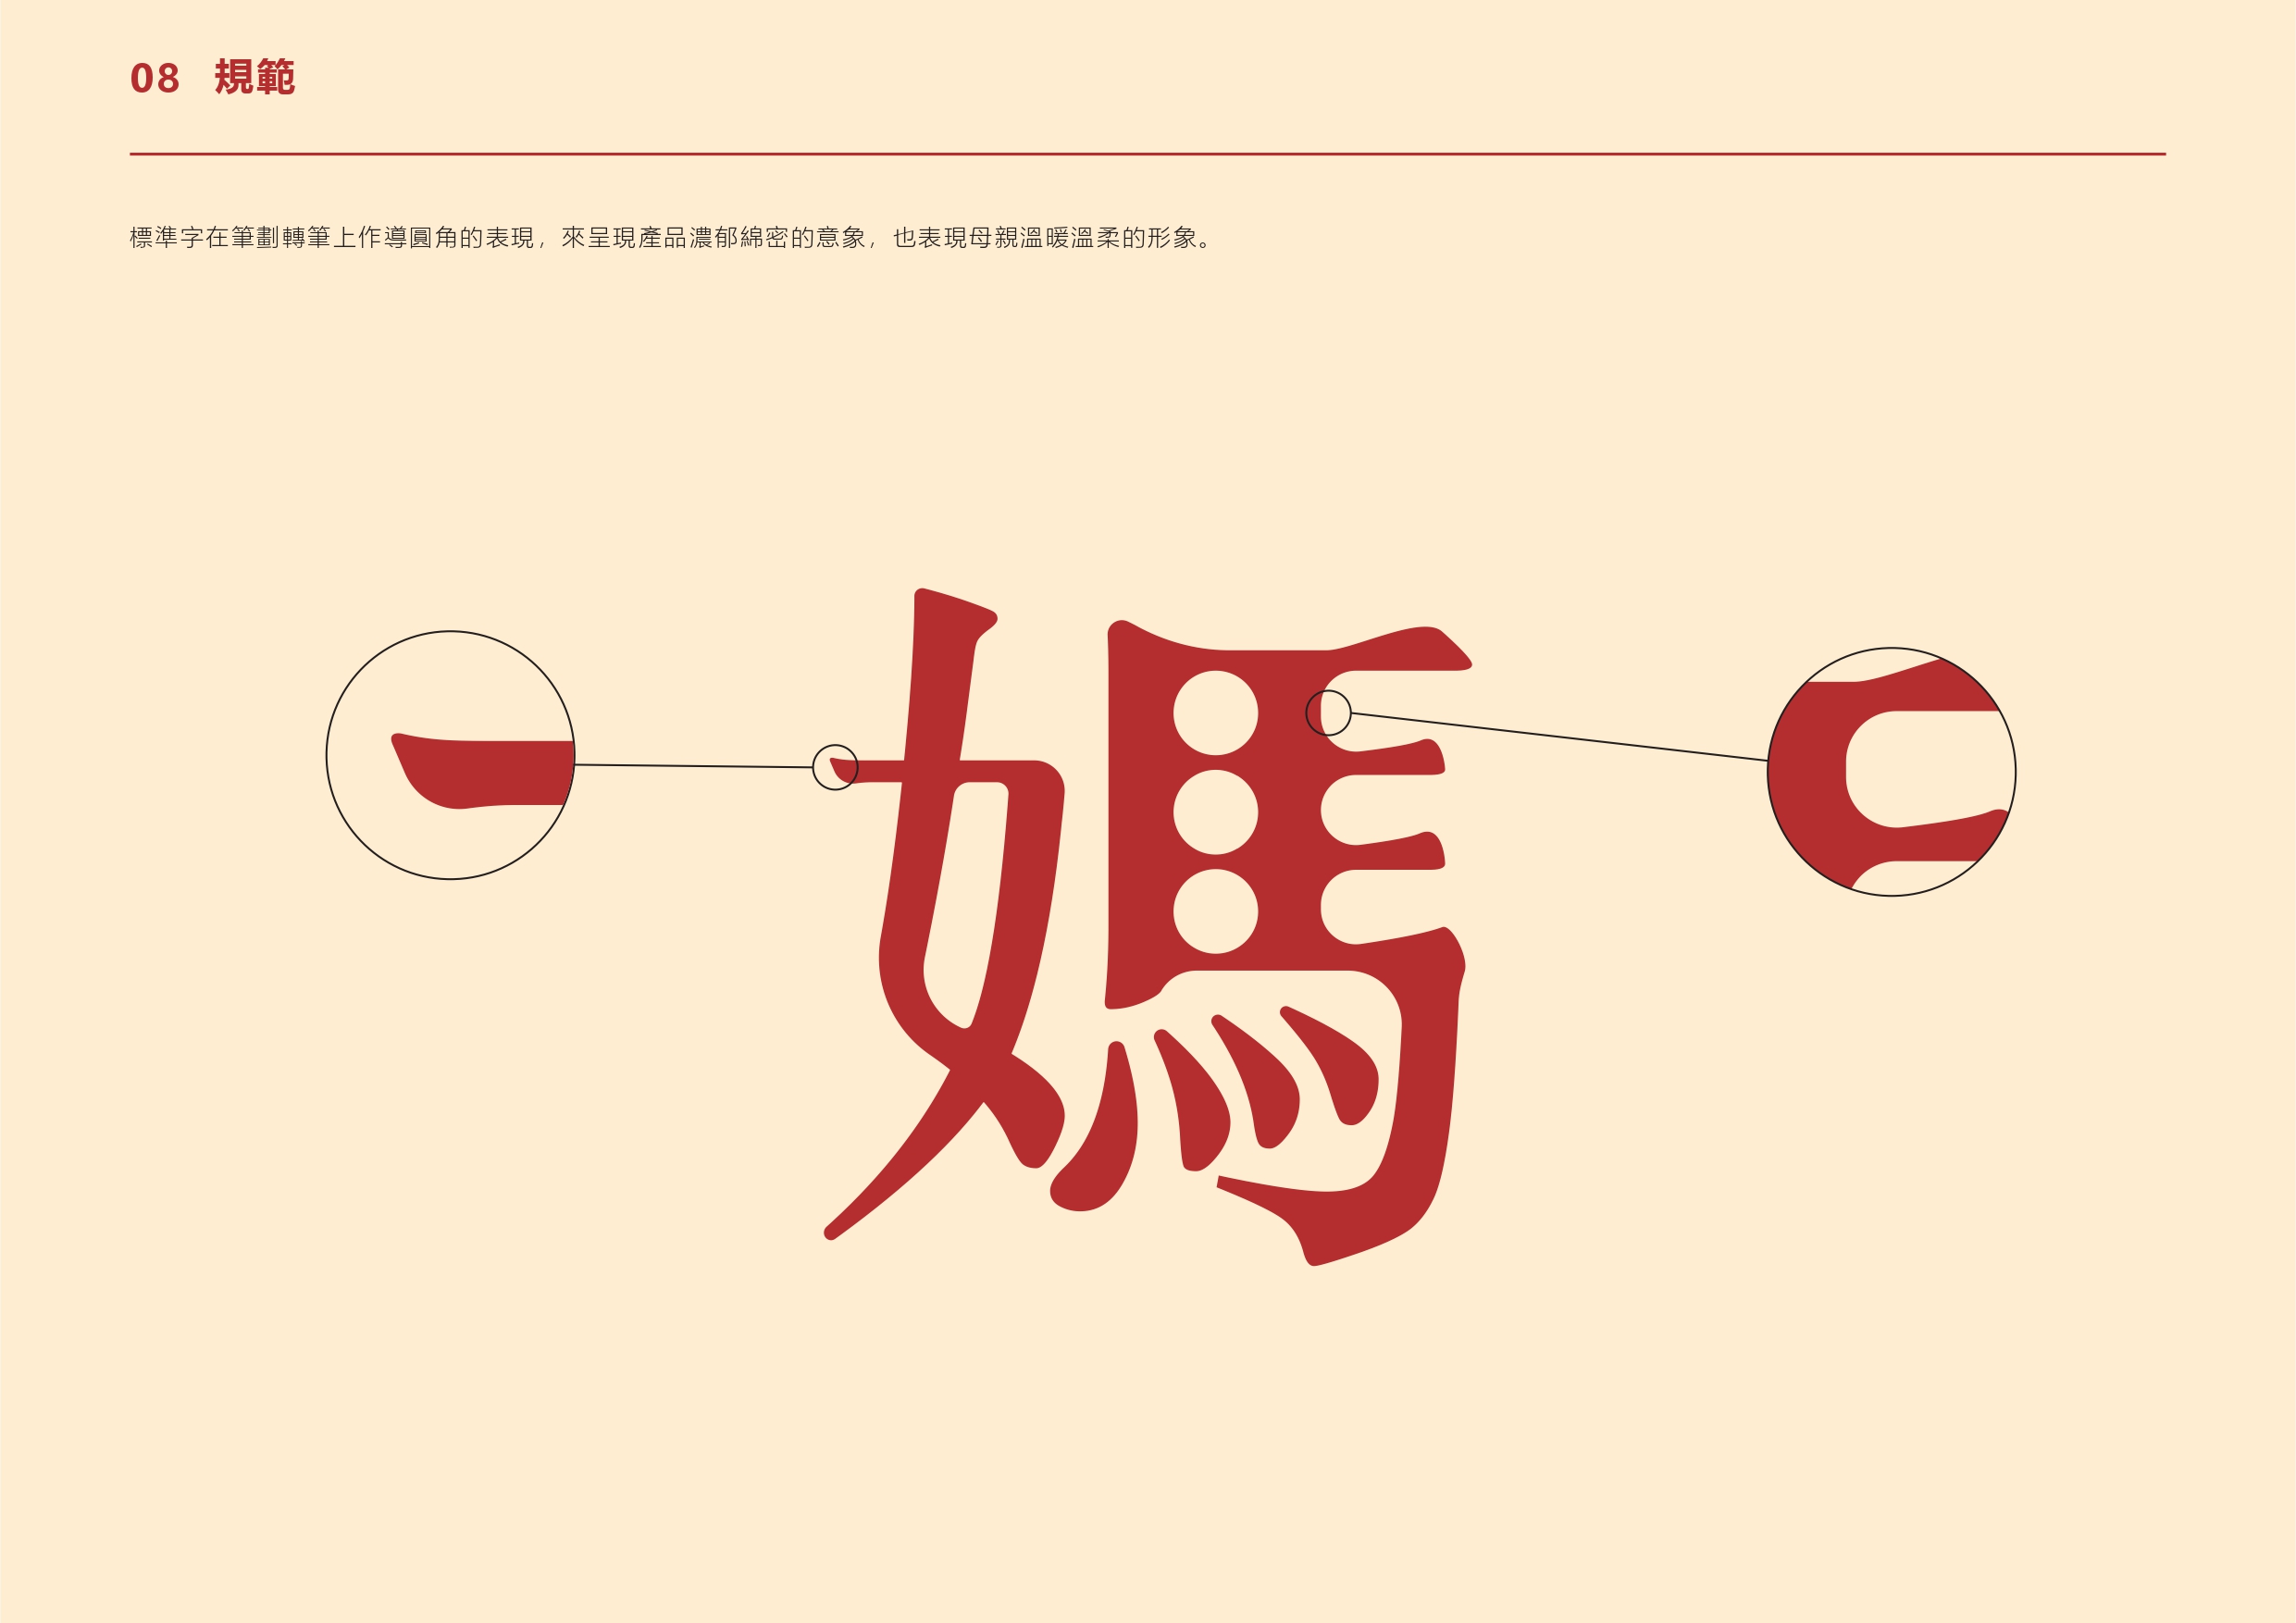 08 規範
標準字在筆劃轉筆上作導圓角的表現，來呈現產品濃郁綿密的意象，也表現母親溫暖溫柔的形象。
媽